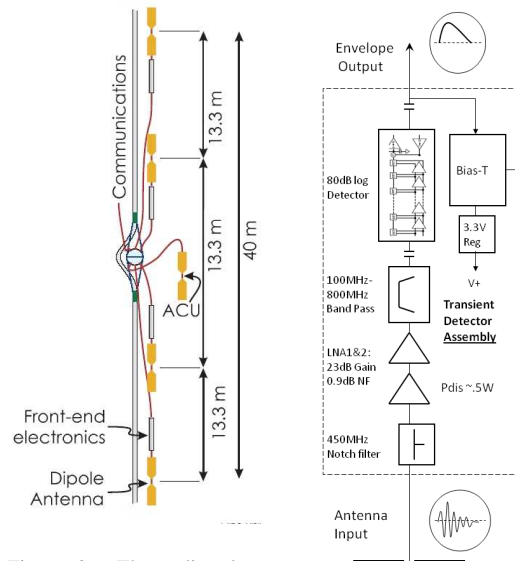 Communications
13.3 m
13.3 m
40 m
ACU
13.3 m
Front-end
electronics
Dipole
Antenna
Envelope
Output
80dB log
Detector
Bias-T
3.3V
Reg
V+
100MHz-
800MHz
Band Pass
Transient
Detector
Assembly
LNA1&2:
23dB Gain
0.9dB NF
Pdis ~.5W
450MHz
Notch filter
Antenna
Input